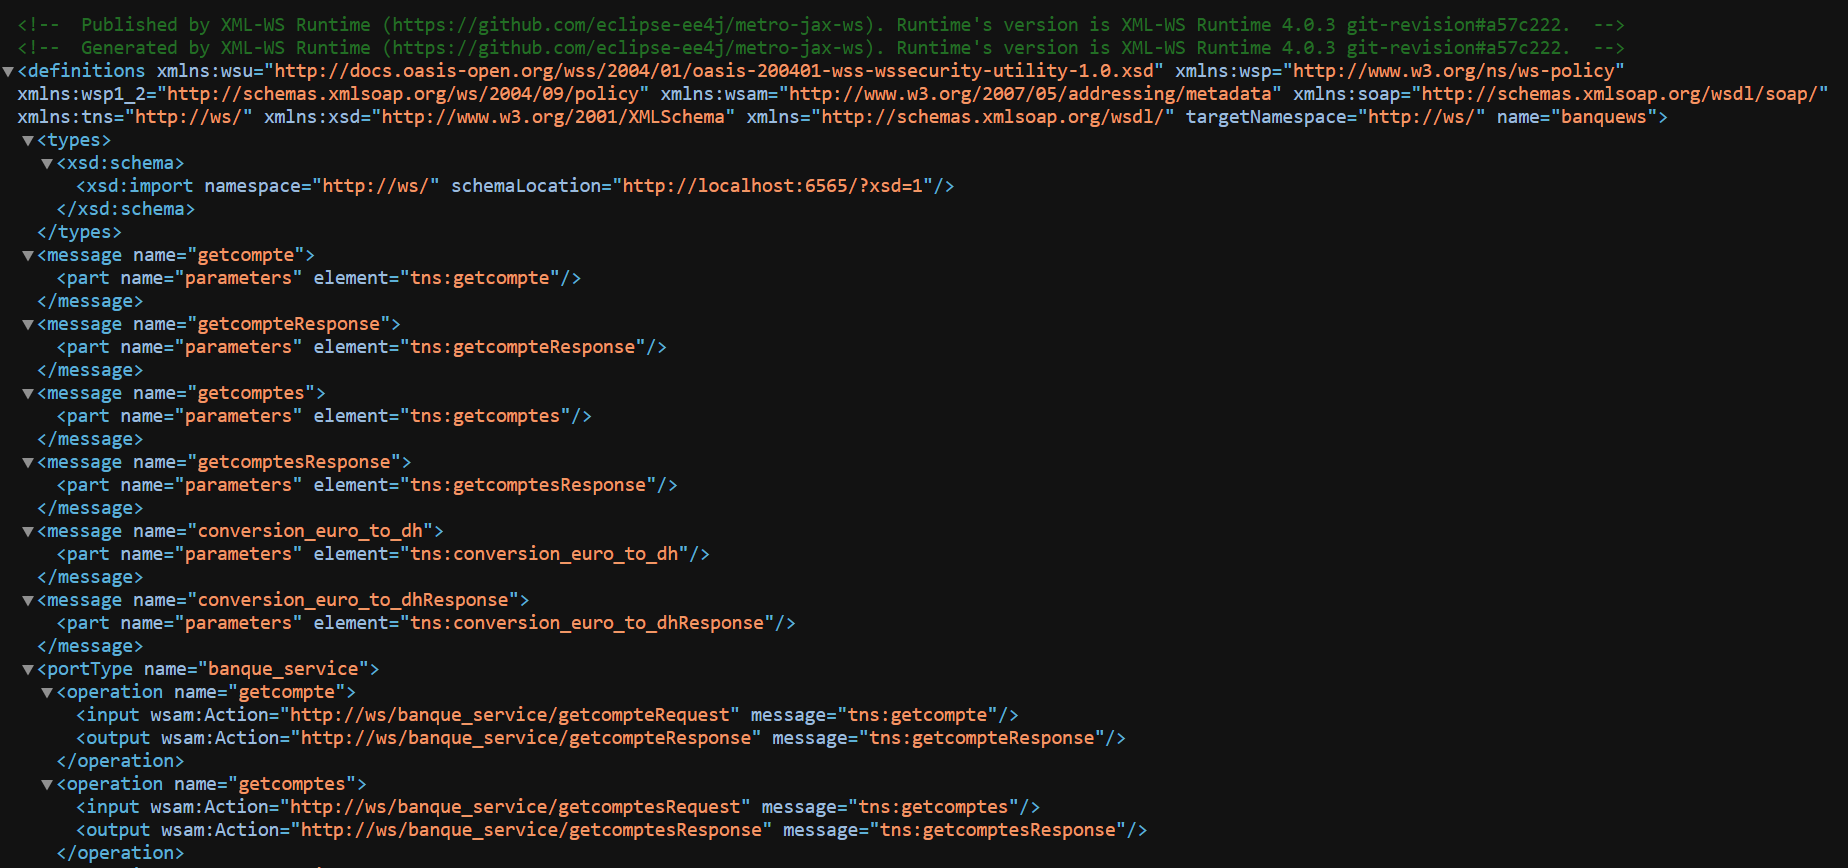 <!-- Published by XML-WS Runtime (https://github.com/eclipse-ee4j/metro-jax-ws). Runtime's version is XML-WS Runtime 4.0.3 git-revision#a57c222. -->
<!-- Generated by XML-WS Runtime (https://github.com/eclipse-ee4j/metro-jax-ws). Runtime's version is XML-WS Runtime 4.0.3 git-revision#a57c222. -->
▼<definitions xmlns:wsu="http://docs.oasis-open.org/wss/2004/01/oasis-200401-wss-wssecurity-utility-1.0.xsd" xmlns:wsp="http://www.w3.org/ns/ws-policy"
xmlns:wsp1_2="http://schemas.xmlsoap.org/ws/2004/09/policy" xmlns:wsam="http://www.w3.org/2007/05/addressing/metadata" xmlns:soap="http://schemas.xmlsoap.org/wsdl/soap/"
xmlns:tns="http://ws/" xmlns:xsd="http://www.w3.org/2001/XMLSchema" xmlns="http://schemas.xmlsoap.org/wsdl/" targetNamespace="http://ws/" name="banquews">
▼<types>
▼<xsd:schema>
<xsd:import namespace="http://ws/" schemaLocation="http://localhost:6565/?xsd=1"/>
</xsd:schema>
</types>
▼<message name="getcompte">
<part name="parameters" element="tns:getcompte"/>
</message>
▼<message name="getcompteResponse">
<part name="parameters" element="tns:getcompteResponse"/>
</message>
▼<message name="getcomptes">
<part name="parameters" element="tns:getcomptes"/>
</message>
▼<message name="getcomptesResponse">
<part name="parameters" element="tns:getcomptesResponse"/>
</message>
▼<message name="conversion_euro_to_dh">
<part name="parameters" element="tns:conversion_euro_to_dh"/>
</message>
▼<message name="conversion_euro_to_dhResponse">
<part name="parameters" element="tns:conversion_euro_to_dhResponse"/>
</message>
▼<portType name="banque_service">
▼<operation name="getcompte">
<input wsam:Action="http://ws/banque_service/getcompteRequest" message="tns:getcompte"/>
<output wsam:Action="http://ws/banque_service/getcompteResponse" message="tns:getcompteResponse"/>
</operation>
▼<operation name="getcomptes">
<input wsam:Action="http://ws/banque_service/getcomptesRequest" message="tns:getcomptes"/>
<output wsam:Action="http://ws/banque_service/getcomptesResponse" message="tns:getcomptesResponse"/>
</operation>